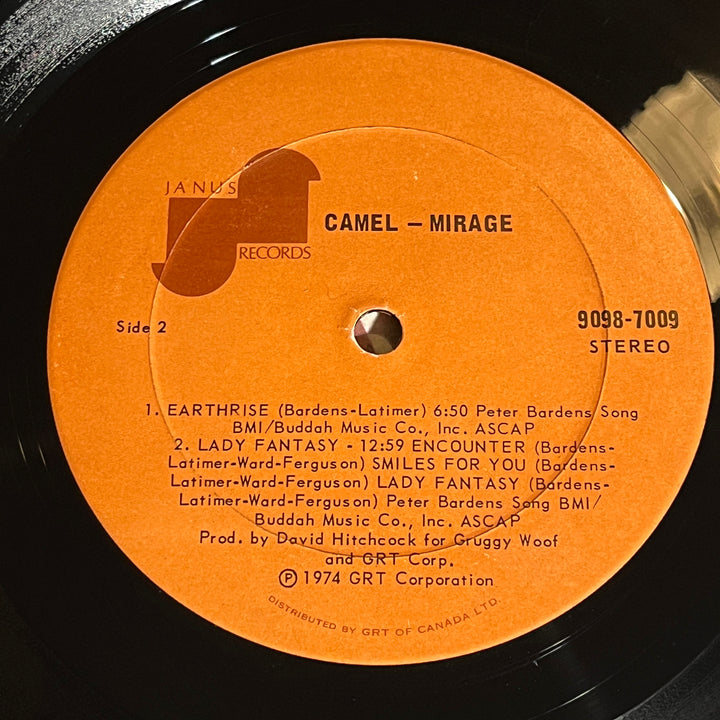 JANUS
RECORDS
CAMEL – MIRAGE
Side 2
9098-7009
STEREO
1. EARTHRISE (Bardens-Latimer) 6:50 Peter Bardens Song
BMI/Buddah Music Co., Inc. ASCAP
2. LADY FANTASY - 12:59 ENCOUNTER (Bardens-
Latimer-Ward-Ferguson) SMILES FOR YOU (Bardens-
Latimer-Ward-Ferguson) LADY FANTASY (Bardens-
Latimer-Ward-Ferguson) Peter Bardens Song BMI/
Buddah Music Co., Inc. ASCAP
Prod. by David Hitchcock for Gruggy Woof
and GRT Corp.
Ⓟ 1974 GRT Corporation
DISTRIBUTED BY GRT OF CANADA LTD.